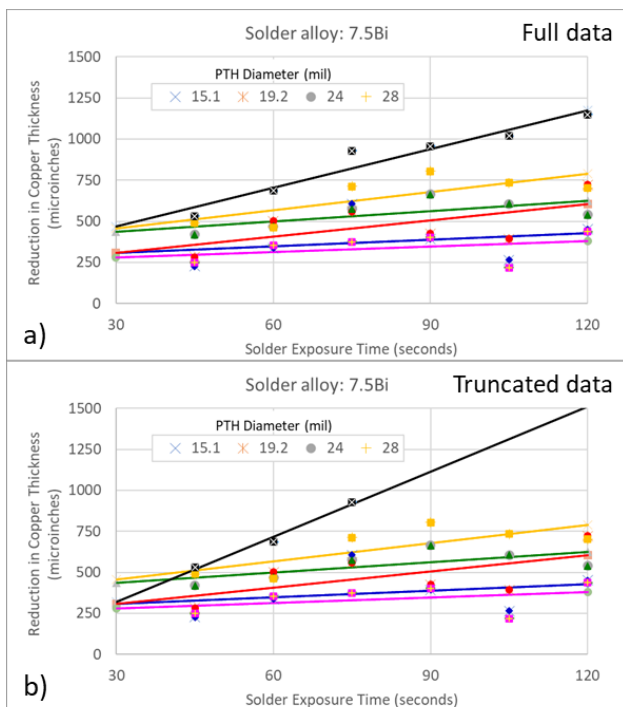 Solder alloy: 7.5Bi
Full data
PTH Diameter (mil)
15.1 19.2 24 28
Reduction in Copper Thickness
(microinches)
1500
1250
1000
750
500
250
0
30 60 90 120
Solder Exposure Time (seconds)
a)
Solder alloy: 7.5Bi
Truncated data
PTH Diameter (mil)
15.1 19.2 24 28
Reduction in Copper Thickness
(microinches)
1500
1250
1000
750
500
250
0
30 60 90 120
Solder Exposure Time (seconds)
b)